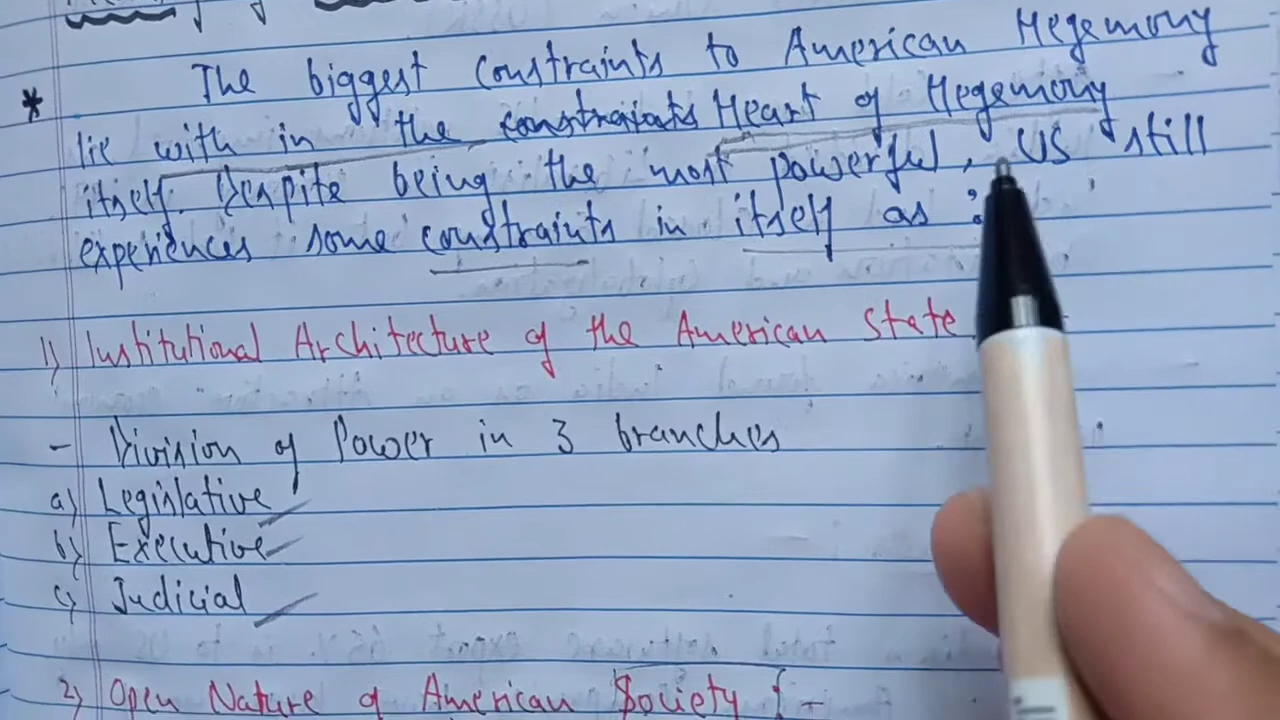 * The biggest constraints to American Hegemony
lie with in the constraints Heart of Hegemony
itself. Despite being the most powerful, US still
experiences some constraints in itself as :
1) Institutional Architecture of the American State
- Division of Power in 3 branches
a) Legislative
b) Executive
c) Judicial
2) Open Nature of American Society :-